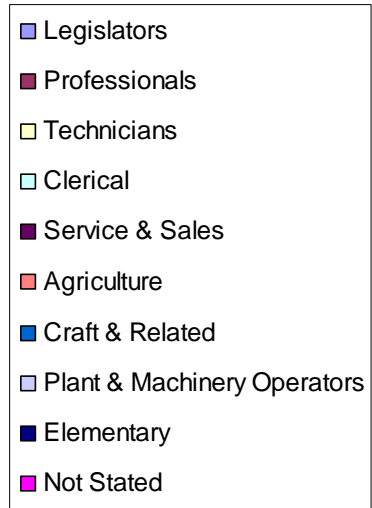 Legislators
Professionals
Technicians
Clerical
Service & Sales
Agriculture
Craft & Related
Plant & Machinery Operators
Elementary
Not Stated